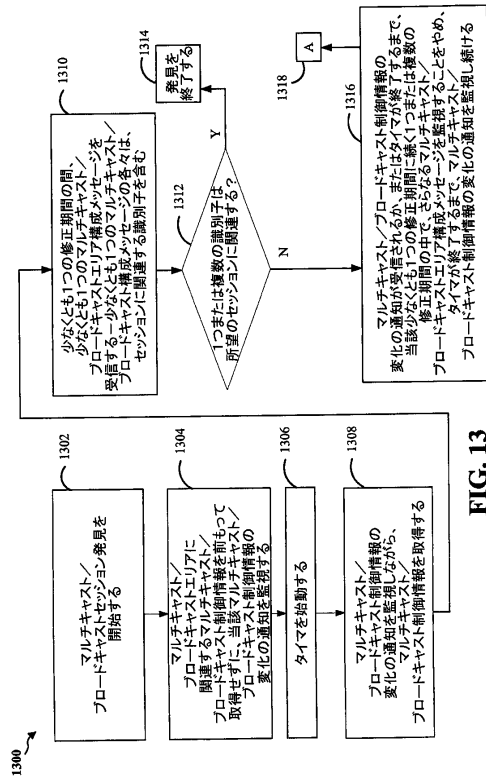 1300
1302
マルチキャスト／
ブロードキャストセッション発見を
開始する
1304
マルチキャスト／
ブロードキャストエリアに
関連するマルチキャスト／
ブロードキャスト制御情報を前もって
取得せずに、当該マルチキャスト／
ブロードキャスト制御情報の
変化の通知を監視する
1306
タイマを始動する
1308
マルチキャスト／
ブロードキャスト制御情報の
変化の通知を監視しながら、
マルチキャスト／
ブロードキャスト制御情報を取得する
1310
少なくとも1つの修正期間の間、
少なくとも1つのマルチキャスト／
ブロードキャストエリア構成メッセージを
受信する－少なくとも1つのマルチキャスト／
ブロードキャスト構成メッセージの各々は、
セッションに関連する識別子を含む
1312
1つまたは複数の識別子は
所望のセッションに関連する？
Y
N
1314
発見を
終了する
1316
マルチキャスト／ブロードキャスト制御情報の
変化の通知が受信されるか、またはタイマが終了するまで、
当該少なくとも1つの修正期間に続く1つまたは複数の
修正期間の中で、さらなるマルチキャスト／
ブロードキャストエリア構成メッセージを監視することをやめ、
タイマが終了するまで、マルチキャスト／
ブロードキャスト制御情報の変化の通知を監視し続ける
1318
A
FIG. 13